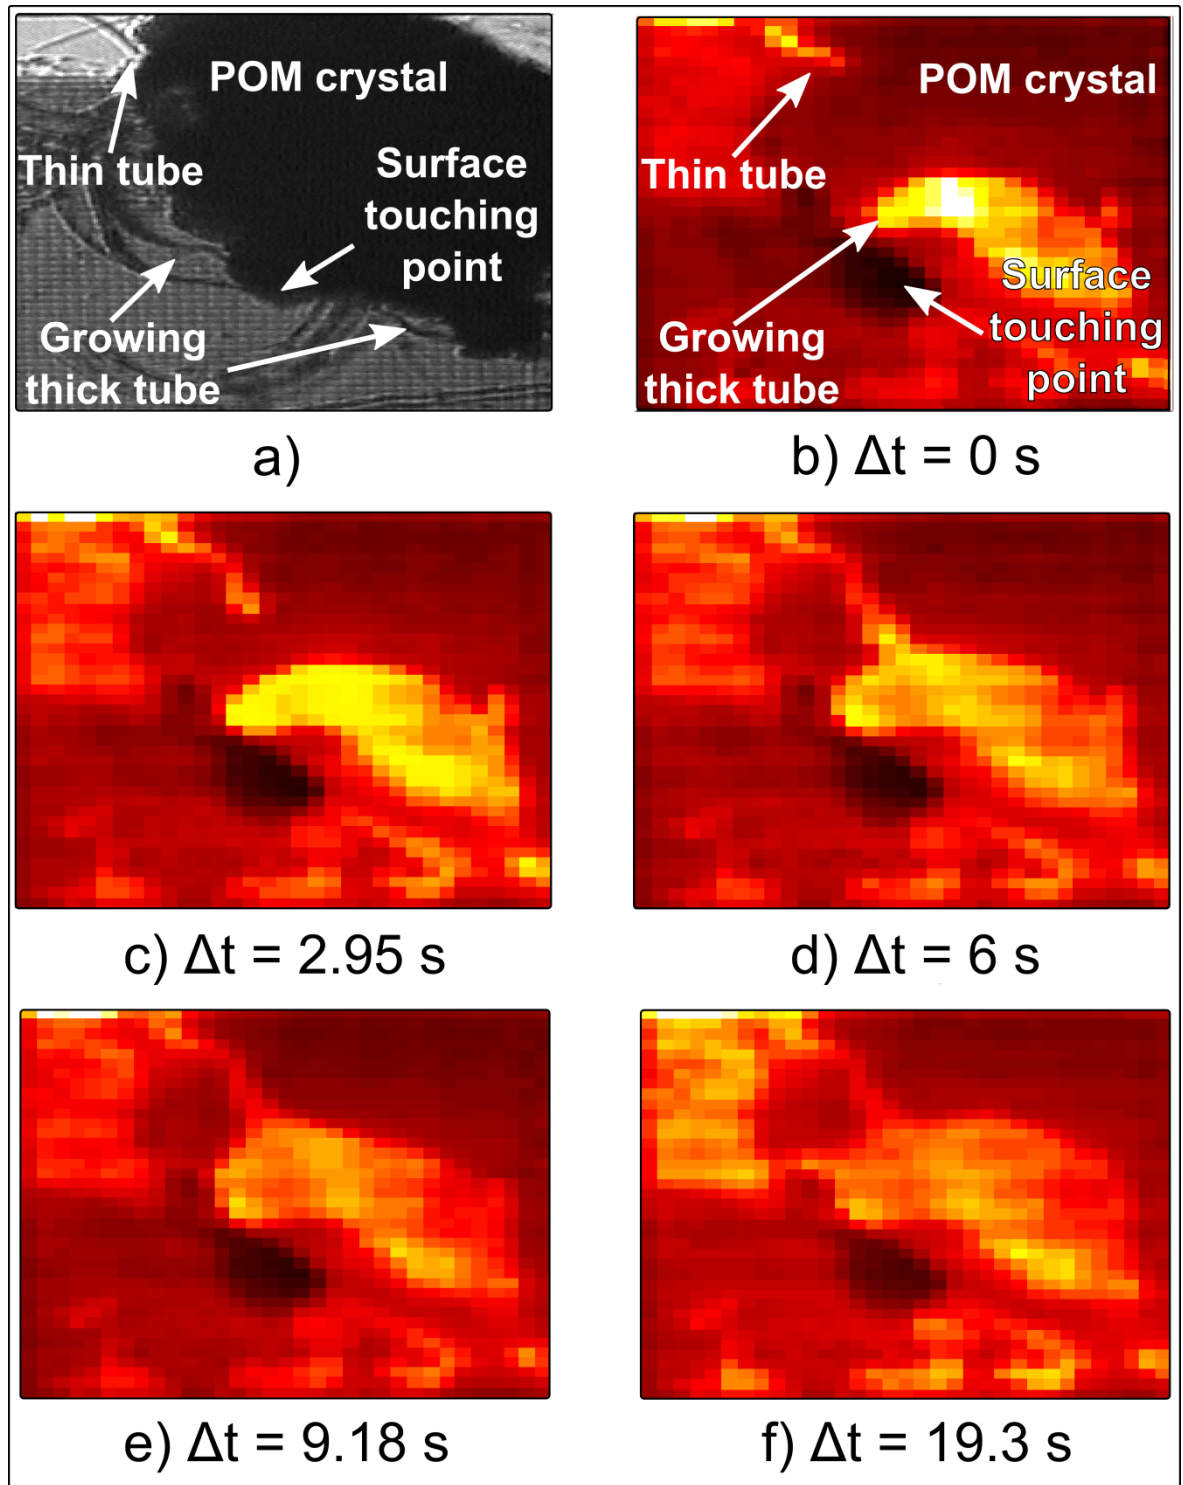 POM crystal
Thin tube
Surface
touching
point
Growing
thick tube
a)
POM crystal
Thin tube
Surface
touching
point
Growing
thick tube
b) Δt = 0 s
c) Δt = 2.95 s
d) Δt = 6 s
e) Δt = 9.18 s
f) Δt = 19.3 s